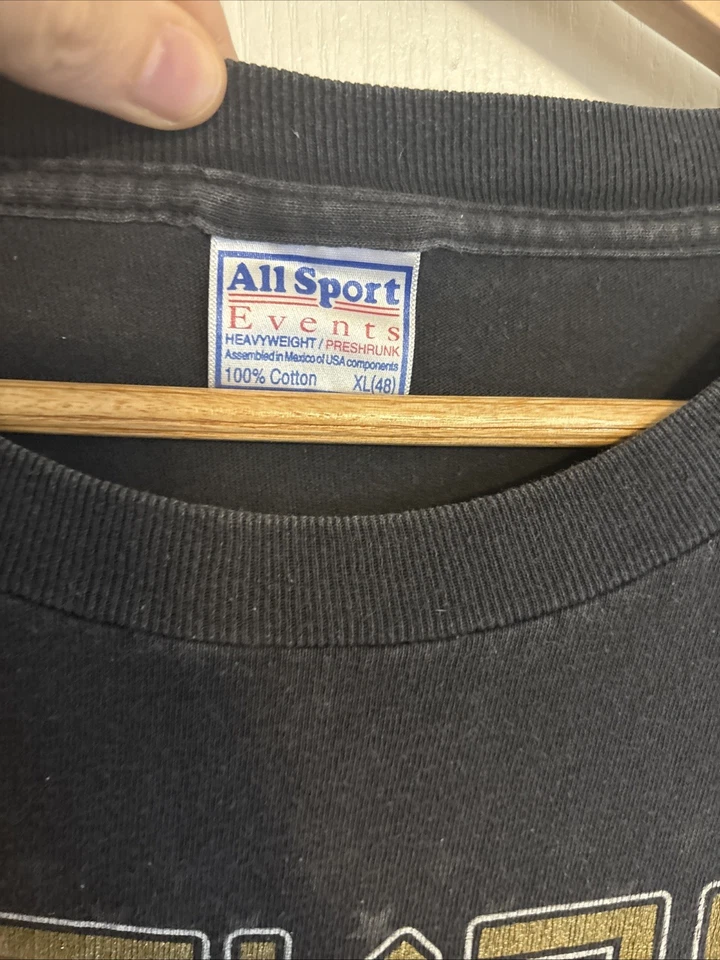 All Sport
Events
HEAVYWEIGHT / PRESHRUNK
Assembled in Mexico of USA components
100% Cotton XL(48)